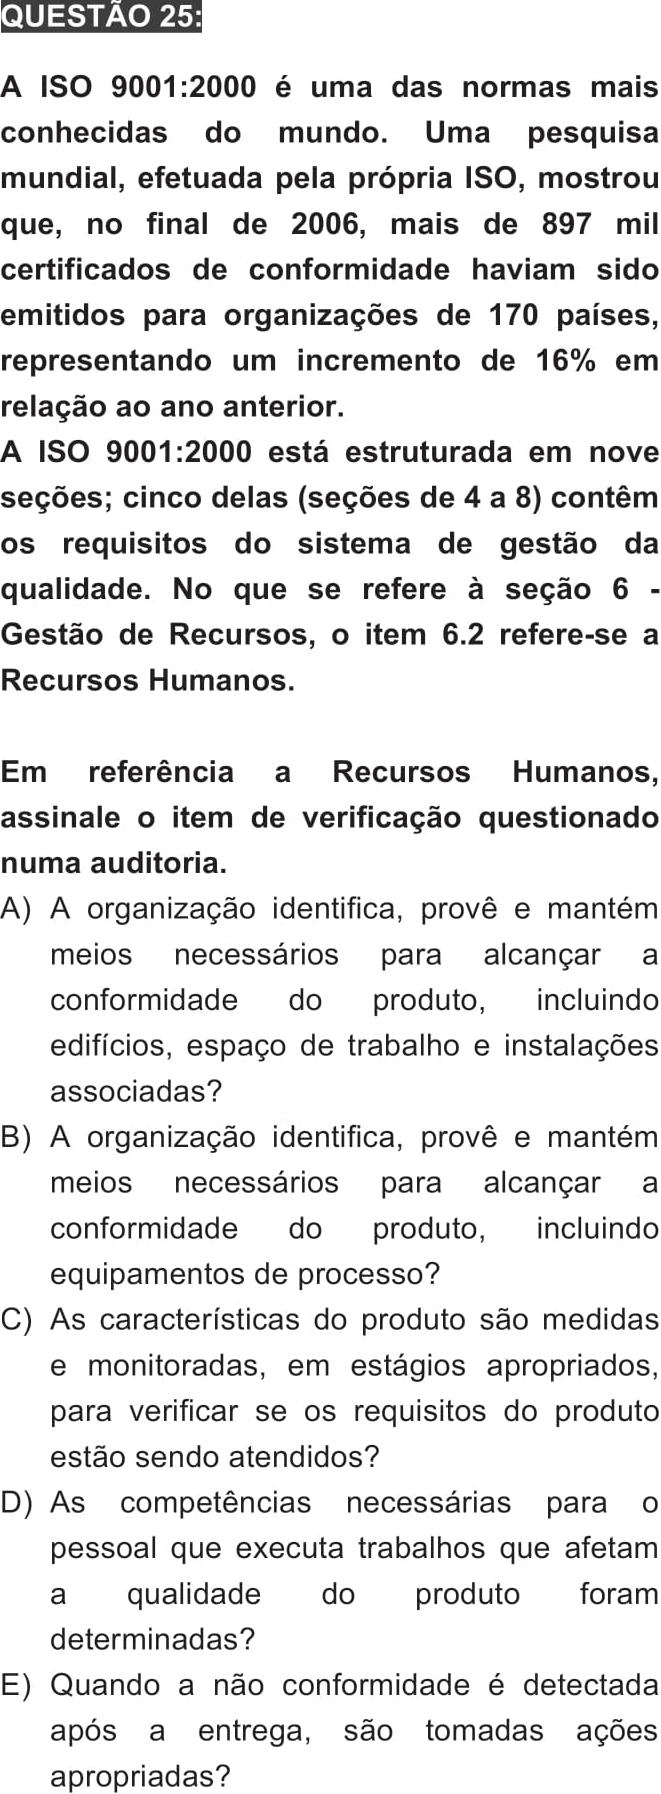 QUESTÃO 25:
A ISO 9001:2000 é uma das normas mais
conhecidas do mundo. Uma pesquisa
mundial, efetuada pela própria ISO, mostrou
que, no final de 2006, mais de 897 mil
certificados de conformidade haviam sido
emitidos para organizações de 170 países,
representando um incremento de 16% em
relação ao ano anterior.
A ISO 9001:2000 está estruturada em nove
seções; cinco delas (seções de 4 a 8) contêm
os requisitos do sistema de gestão da
qualidade. No que se refere à seção 6 -
Gestão de Recursos, o item 6.2 refere-se a
Recursos Humanos.
Em referência a Recursos Humanos,
assinale o item de verificação questionado
numa auditoria.
A) A organização identifica, provê e mantém
meios necessários para alcançar a
conformidade do produto, incluindo
edifícios, espaço de trabalho e instalações
associadas?
B) A organização identifica, provê e mantém
meios necessários para alcançar a
conformidade do produto, incluindo
equipamentos de processo?
C) As características do produto são medidas
e monitoradas, em estágios apropriados,
para verificar se os requisitos do produto
estão sendo atendidos?
D) As competências necessárias para o
pessoal que executa trabalhos que afetam
a qualidade do produto foram
determinadas?
E) Quando a não conformidade é detectada
após a entrega, são tomadas ações
apropriadas?